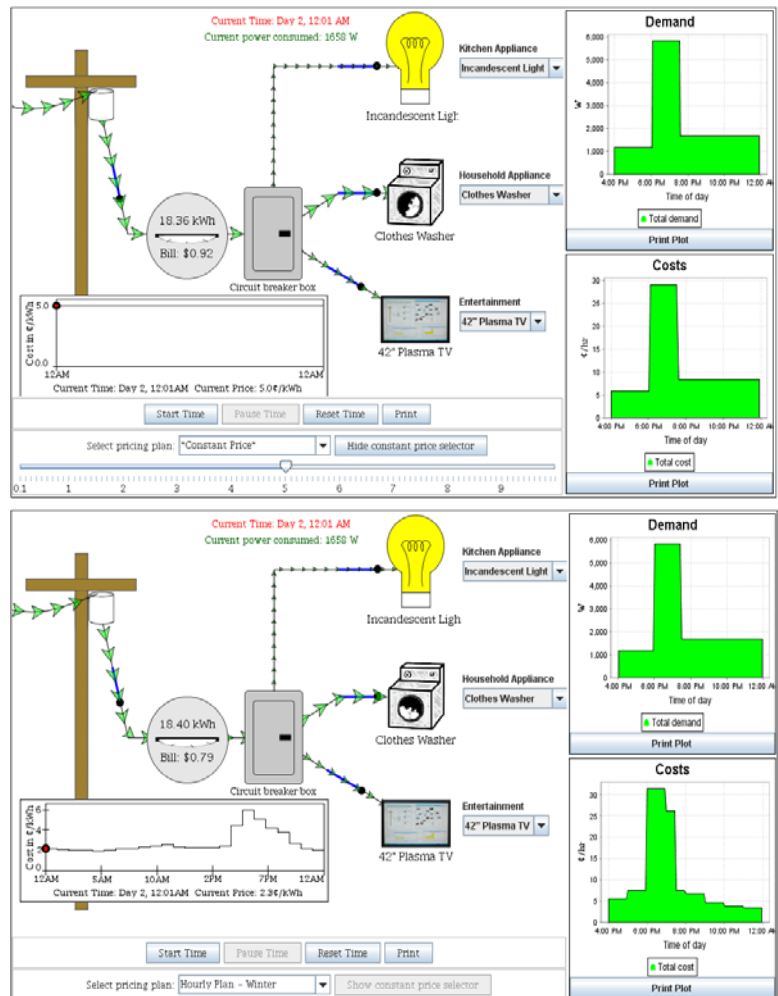 Current Time: Day 2, 12:01 AM
Current power consumed: 1658 W
Kitchen Appliance
Incandescent Light
Incandescent Ligh
Household Appliance
Clothes Washer
Clothes Washer
18.36 kWh
Bill: $0.92
Circuit breaker box
Entertainment
42" Plasma TV
42" Plasma TV
Cost in ¢/kWh
5.0
0.0
12AM 12AM
Current Time: Day 2, 12:01AM Current Price: 5.0¢/kWh
Start Time Pause Time Reset Time Print
Select pricing plan: "Constant Price" Hide constant price selector
0.1 1 2 3 4 5 6 7 8 9
Demand
6,000
5,000
4,000
3,000
2,000
1,000
0
W
4:00 PM 6:00 PM 8:00 PM 10:00 PM 12:00 AM
Time of day
Total demand
Print Plot
Costs
30
25
20
15
10
5
0
¢/hr
4:00 PM 6:00 PM 8:00 PM 10:00 PM 12:00 AM
Time of day
Total cost
Print Plot
Current Time: Day 2, 12:01 AM
Current power consumed: 1658 W
Kitchen Appliance
Incandescent Light
Incandescent Ligh
Household Appliance
Clothes Washer
Clothes Washer
18.40 kWh
Bill: $0.79
Circuit breaker box
Entertainment
42" Plasma TV
42" Plasma TV
Cost in ¢/kWh
6
4
2
0
12AM 5AM 10AM 2PM 7PM 12AM
Current Time: Day 2, 12:01AM Current Price: 2.3¢/kWh
Start Time Pause Time Reset Time Print
Select pricing plan: Hourly Plan - Winter Show constant price selector
Demand
6,000
5,000
4,000
3,000
2,000
1,000
0
W
4:00 PM 6:00 PM 8:00 PM 10:00 PM 12:00 A
Time of day
Total demand
Print Plot
Costs
30
25
20
15
10
5
0
¢/hr
4:00 PM 6:00 PM 8:00 PM 10:00 PM 12:00 A
Time of day
Total cost
Print Plot